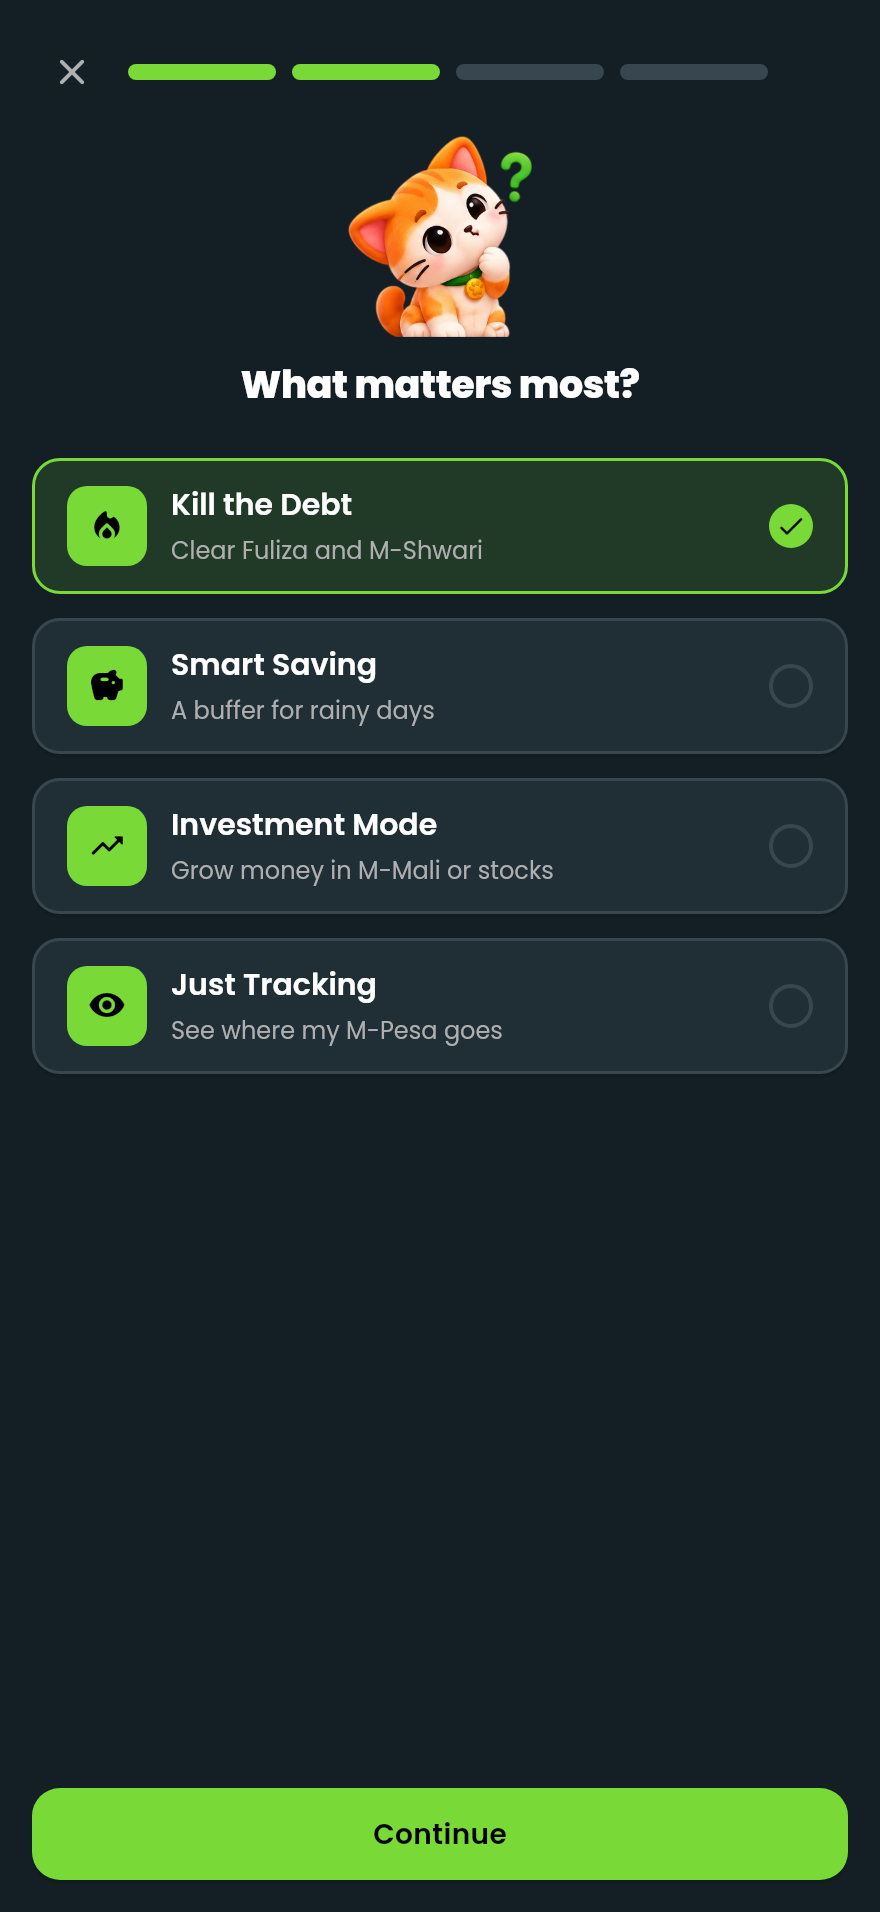 ?
What matters most?
Kill the Debt
Clear Fuliza and M-Shwari
Smart Saving
A buffer for rainy days
Investment Mode
Grow money in M-Mali or stocks
Just Tracking
See where my M-Pesa goes
Continue